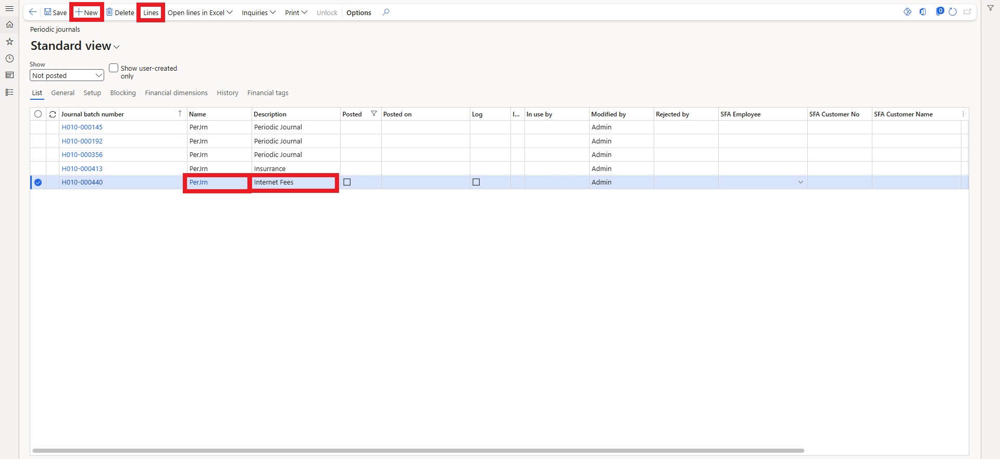 Save New Delete Lines Open lines in Excel Inquiries Print Unlock Options 0
Periodic journals
Standard view
Show
Not posted
Show user-created
only
List General Setup Blocking Financial dimensions History Financial tags
Journal batch number Name Description Posted Posted on Log I... In use by Modified by Rejected by SFA Employee SFA Customer No SFA Customer Name
H010-000145 PerJrn Periodic Journal Admin
H010-000192 PerJrn Periodic Journal Admin
H010-000356 PerJrn Periodic Journal Admin
H010-000413 PerJrn Insurrance Admin
H010-000440 PerJrn Internet Fees Admin